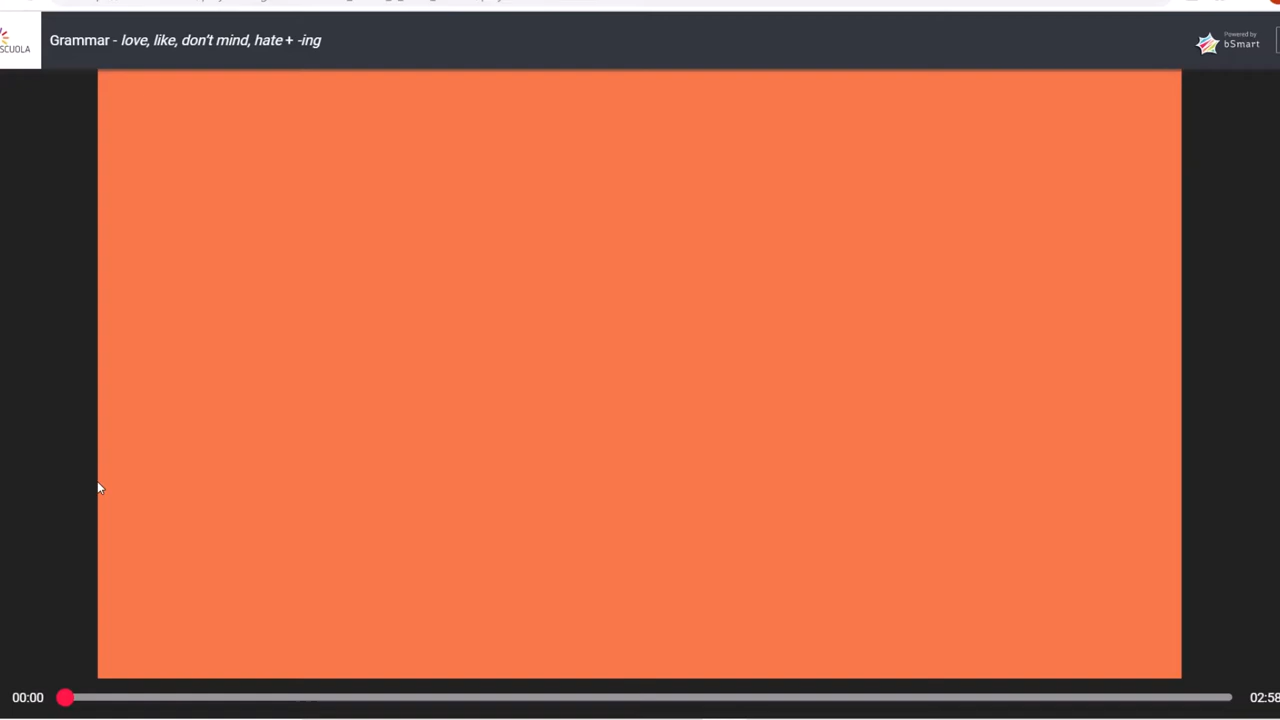 SCUOLA
Grammar - love, like, don't mind, hate + -ing
Powered by
bSmart
00:00
02:58